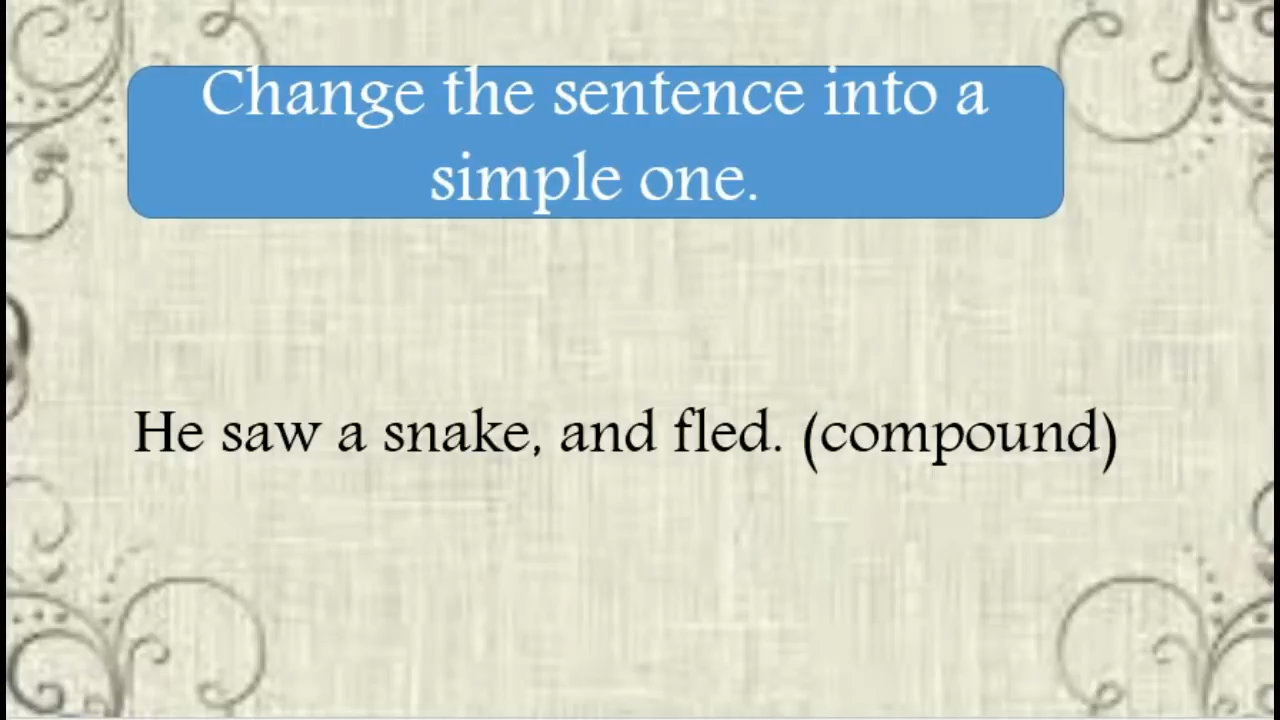 Change the sentence into a
simple one.
He saw a snake, and fled. (compound)